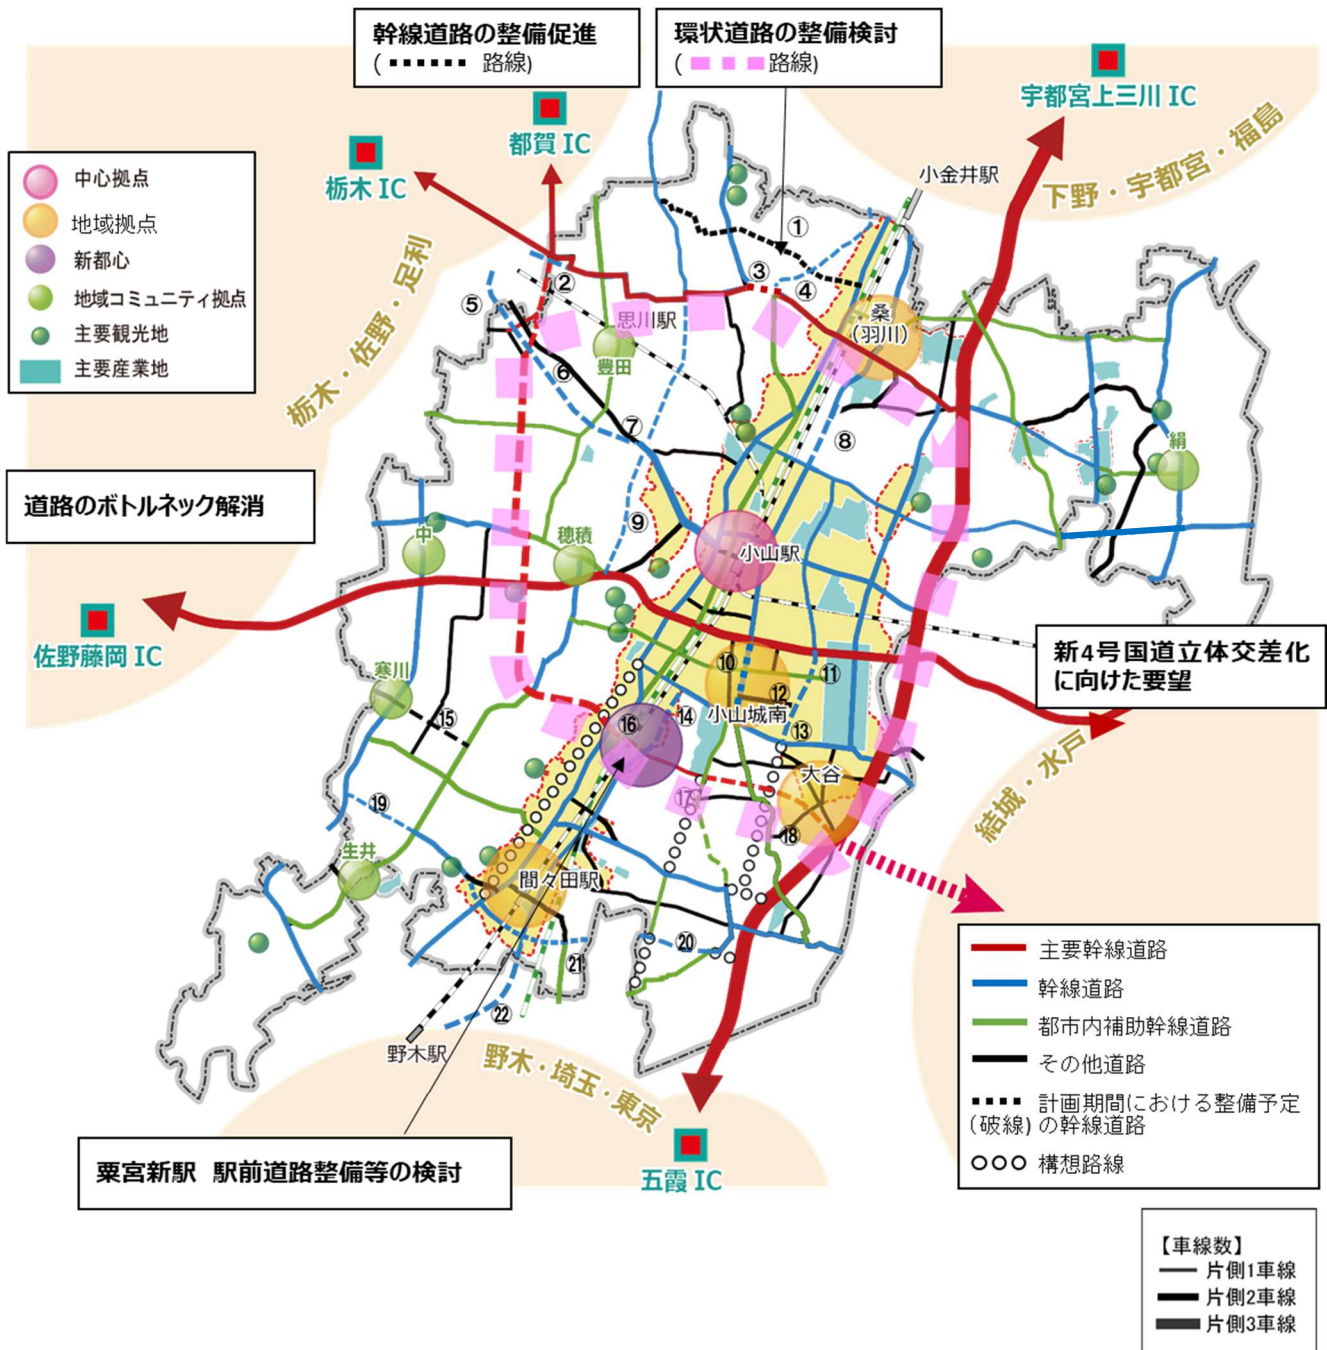 幹線道路の整備促進
( 路線)
環状道路の整備検討
( 路線)
宇都宮上三川 IC
都賀 IC
栃木 IC
小金井駅
下野・宇都宮・福島
中心拠点
地域拠点
新都心
地域コミュニティ拠点
主要観光地
主要産業地
栃木・佐野・足利
①
②
③
④
⑤
思川駅
桑
(羽川)
豊田
⑥
⑦
⑧
絹
道路のボトルネック解消
⑨
中
穂積
小山駅
佐野藤岡 IC
新4号国道立体交差化
に向けた要望
寒川
⑩
⑪
⑫
小山城南
⑬
⑭
⑮
⑯
大谷
⑰
⑱
結城・水戸
⑲
生井
間々田駅
⑳
㉑
㉒
野木駅
野木・埼玉・東京
主要幹線道路
幹線道路
都市内補助幹線道路
その他道路
計画期間における整備予定
(破線) の幹線道路
構想路線
粟宮新駅 駅前道路整備等の検討
五霞 IC
【車線数】
片側1車線
片側2車線
片側3車線